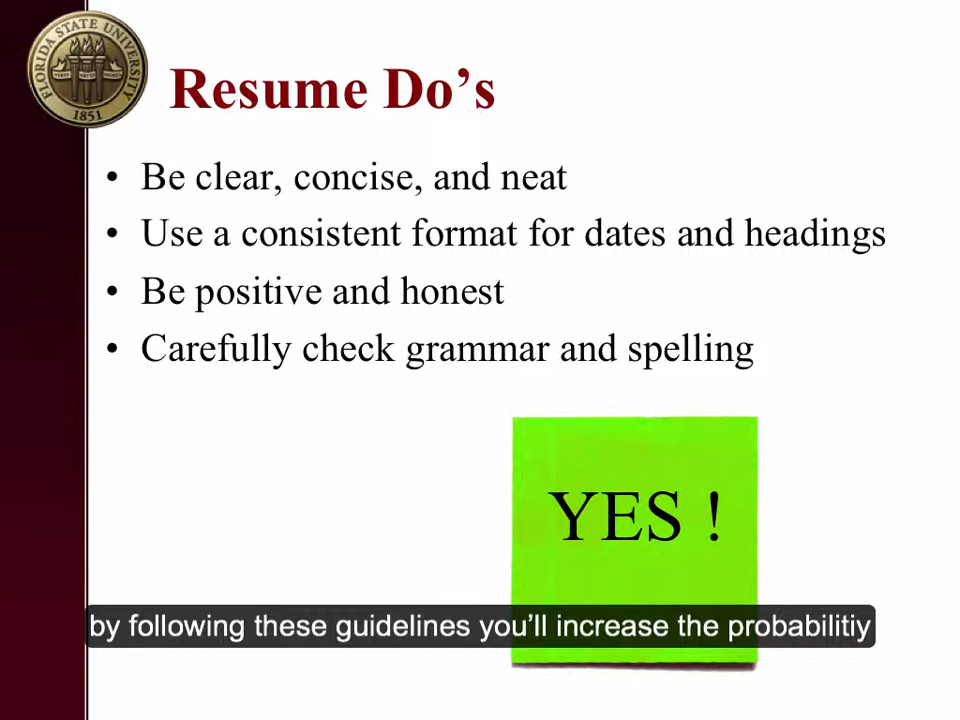 FLORIDA STATE UNIVERSITY
1851
Resume Do’s
• Be clear, concise, and neat
• Use a consistent format for dates and headings
• Be positive and honest
• Carefully check grammar and spelling
YES !
by following these guidelines you’ll increase the probabilitiy